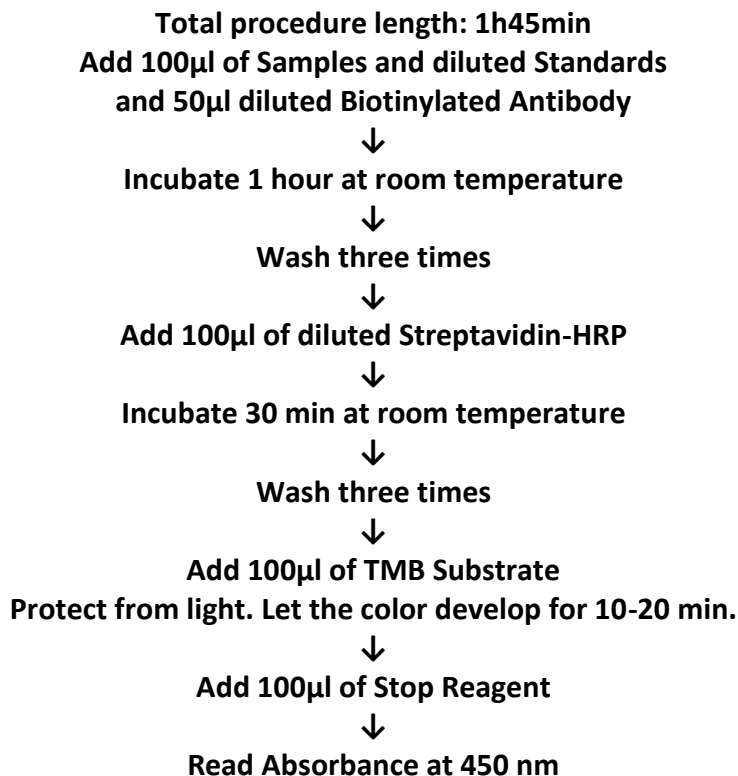 Total procedure length: 1h45min
Add 100µl of Samples and diluted Standards
and 50µl diluted Biotinylated Antibody
↓
Incubate 1 hour at room temperature
↓
Wash three times
↓
Add 100µl of diluted Streptavidin-HRP
↓
Incubate 30 min at room temperature
↓
Wash three times
↓
Add 100µl of TMB Substrate
Protect from light. Let the color develop for 10-20 min.
↓
Add 100µl of Stop Reagent
↓
Read Absorbance at 450 nm